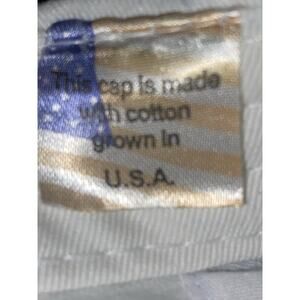 This cap is made
with cotton
grown in
U.S.A.